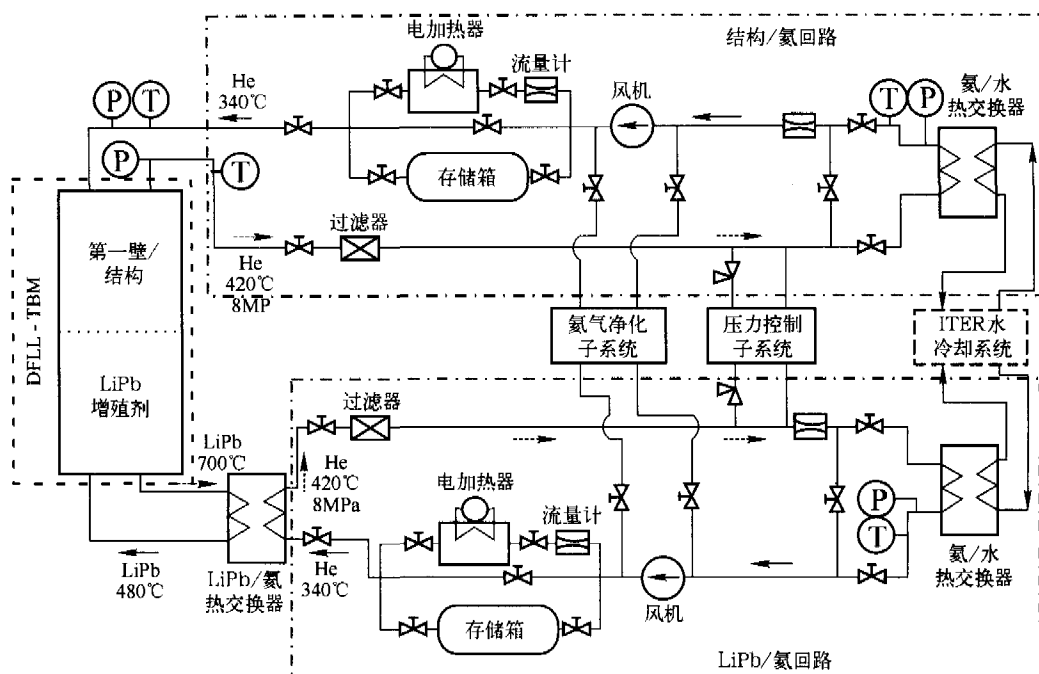 电加热器
结构/氦回路
He
340℃
流量计
风机
氦/水
热交换器
P
T
T
P
P
T
存储箱
过滤器
第一壁/
结构
He
420℃
8MP
DFLL - TBM
氦气净化
子系统
压力控制
子系统
ITER水
冷却系统
LiPb
增殖剂
过滤器
LiPb
700℃
He
420℃
8MPa
电加热器
流量计
P
T
LiPb
480℃
LiPb/氦
热交换器
He
340℃
氦/水
热交换器
存储箱
风机
LiPb/氦回路